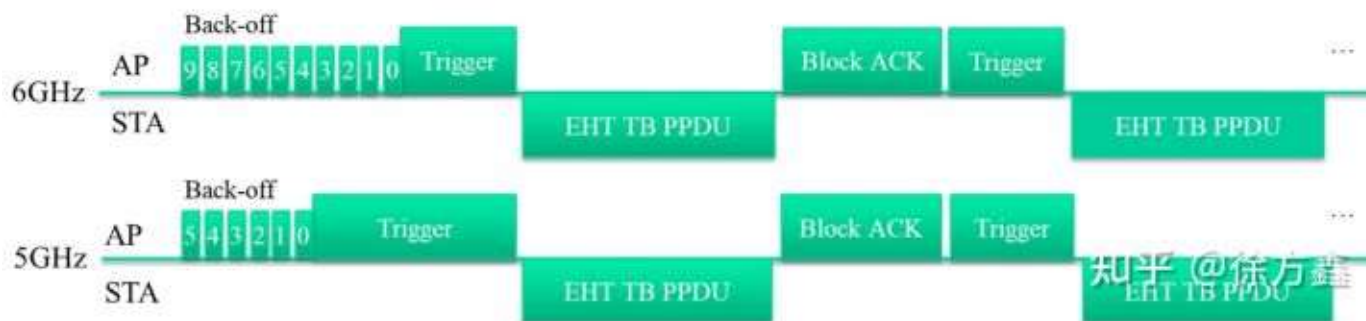 Back-off
AP 9 8 7 6 5 4 3 2 1 0 Trigger Block ACK Trigger ...
6GHz
STA EHT TB PPDU EHT TB PPDU
Back-off
AP 5 4 3 2 1 0 Trigger Block ACK Trigger ...
5GHz
STA EHT TB PPDU EHT TB PPDU
知乎 @徐方鑫